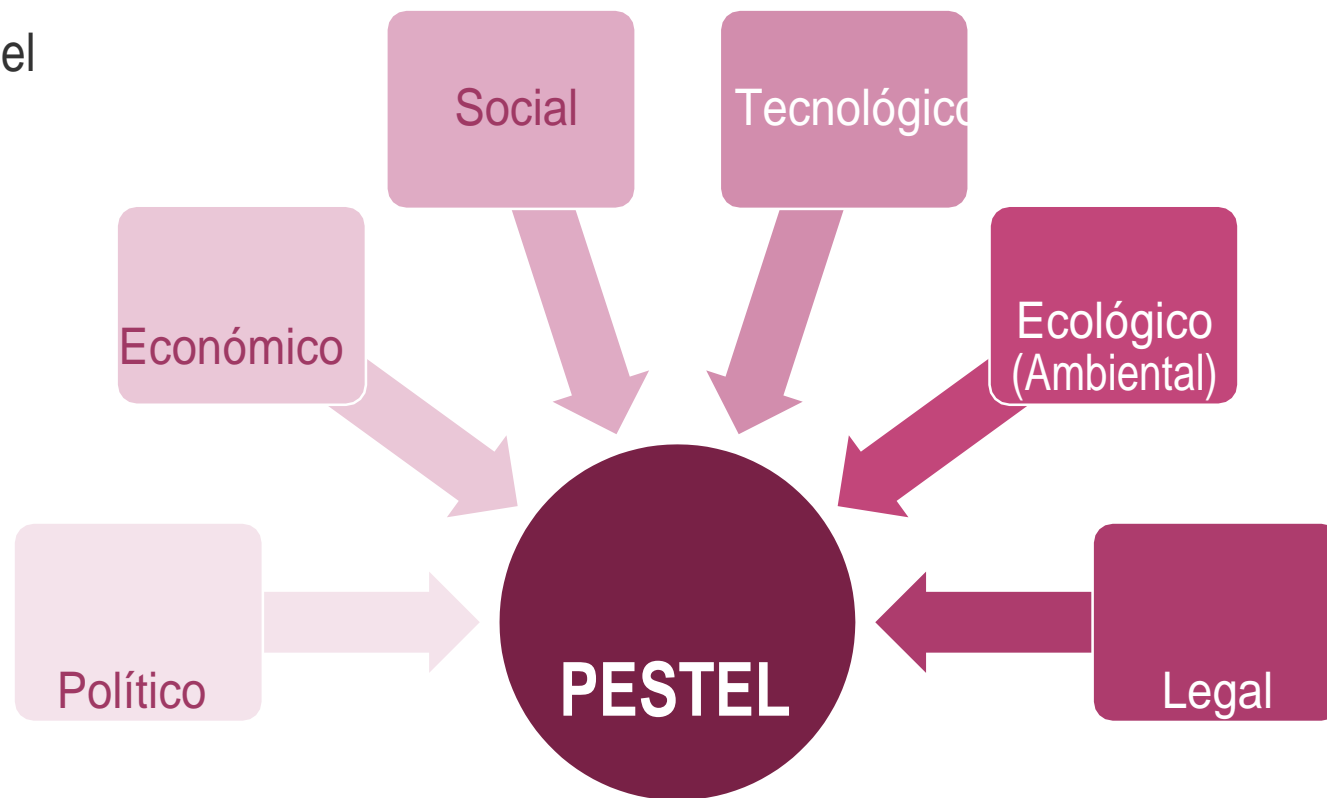 el
Social
Tecnológico
Económico
Ecológico
(Ambiental)
Político
PESTEL
Legal